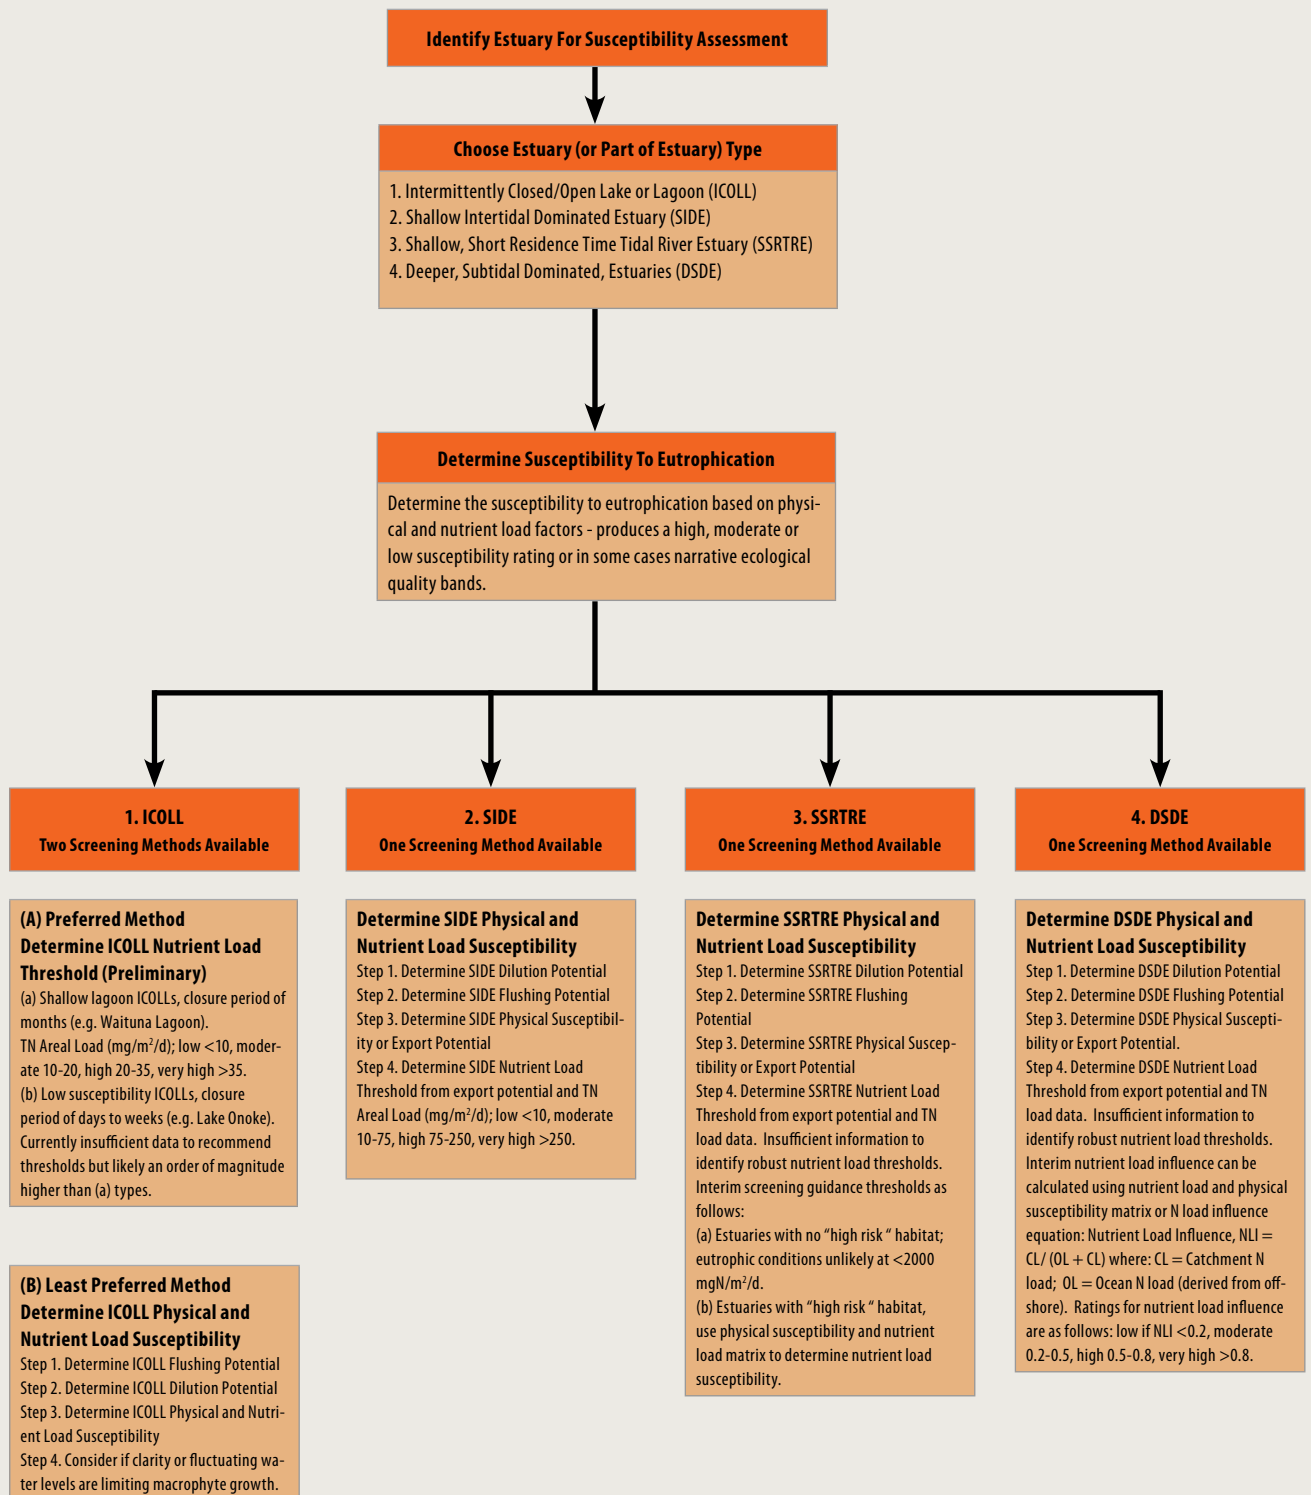 Identify Estuary For Susceptibility Assessment
Choose Estuary (or Part of Estuary) Type
1. Intermittently Closed/Open Lake or Lagoon (ICOLL)
2. Shallow Intertidal Dominated Estuary (SIDE)
3. Shallow, Short Residence Time Tidal River Estuary (SSRTRE)
4. Deeper, Subtidal Dominated, Estuaries (DSDE)
Determine Susceptibility To Eutrophication
Determine the susceptibility to eutrophication based on physi-
cal and nutrient load factors - produces a high, moderate or
low susceptibility rating or in some cases narrative ecological
quality bands.
1. ICOLL
Two Screening Methods Available
(A) Preferred Method
Determine ICOLL Nutrient Load
Threshold (Preliminary)
(a) Shallow lagoon ICOLLs, closure period of
months (e.g. Waituna Lagoon).
TN Areal Load (mg/m²/d); low <10, moder-
ate 10-20, high 20-35, very high >35.
(b) Low susceptibility ICOLLs, closure
period of days to weeks (e.g. Lake Onoke).
Currently insufficient data to recommend
thresholds but likely an order of magnitude
higher than (a) types.
(B) Least Preferred Method
Determine ICOLL Physical and
Nutrient Load Susceptibility
Step 1. Determine ICOLL Flushing Potential
Step 2. Determine ICOLL Dilution Potential
Step 3. Determine ICOLL Physical and Nutri-
ent Load Susceptibility
Step 4. Consider if clarity or fluctuating wa-
ter levels are limiting macrophyte growth.
2. SIDE
One Screening Method Available
Determine SIDE Physical and
Nutrient Load Susceptibility
Step 1. Determine SIDE Dilution Potential
Step 2. Determine SIDE Flushing Potential
Step 3. Determine SIDE Physical Susceptibil-
ity or Export Potential
Step 4. Determine SIDE Nutrient Load
Threshold from export potential and TN
Areal Load (mg/m²/d); low <10, moderate
10-75, high 75-250, very high >250.
3. SSRTRE
One Screening Method Available
Determine SSRTRE Physical and
Nutrient Load Susceptibility
Step 1. Determine SSRTRE Dilution Potential
Step 2. Determine SSRTRE Flushing
Potential
Step 3. Determine SSRTRE Physical Suscep-
tibility or Export Potential
Step 4. Determine SSRTRE Nutrient Load
Threshold from export potential and TN
load data. Insufficient information to
identify robust nutrient load thresholds.
Interim screening guidance thresholds as
follows:
(a) Estuaries with no "high risk " habitat;
eutrophic conditions unlikely at <2000
mgN/m²/d.
(b) Estuaries with "high risk " habitat,
use physical susceptibility and nutrient
load matrix to determine nutrient load
susceptibility.
4. DSDE
One Screening Method Available
Determine DSDE Physical and
Nutrient Load Susceptibility
Step 1. Determine DSDE Dilution Potential
Step 2. Determine DSDE Flushing Potential
Step 3. Determine DSDE Physical Suscepti-
bility or Export Potential.
Step 4. Determine DSDE Nutrient Load
Threshold from export potential and TN
load data. Insufficient information to
identify robust nutrient load thresholds.
Interim nutrient load influence can be
calculated using nutrient load and physical
susceptibility matrix or N load influence
equation: Nutrient Load Influence, NLI =
CL/ (OL + CL) where: CL = Catchment N
load; OL = Ocean N load (derived from off-
shore). Ratings for nutrient load influence
are as follows: low if NLI <0.2, moderate
0.2-0.5, high 0.5-0.8, very high >0.8.